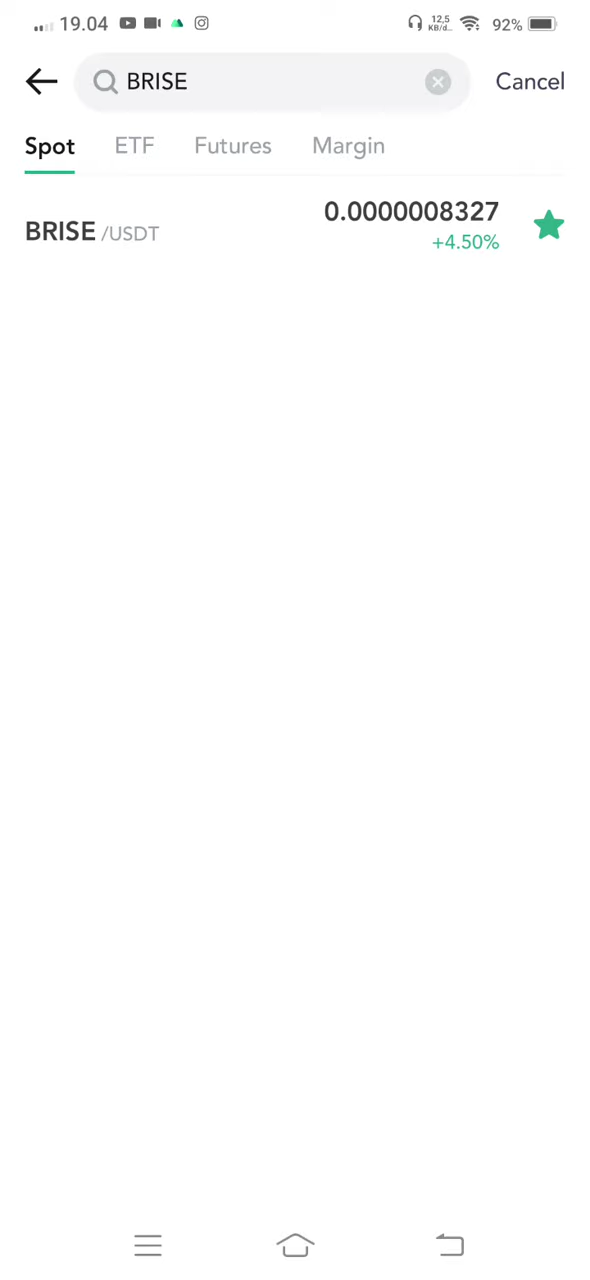 19.04 12,5 KB/d... 92%
BRISE Cancel
Spot ETF Futures Margin
0.0000008327
BRISE /USDT
+4.50%